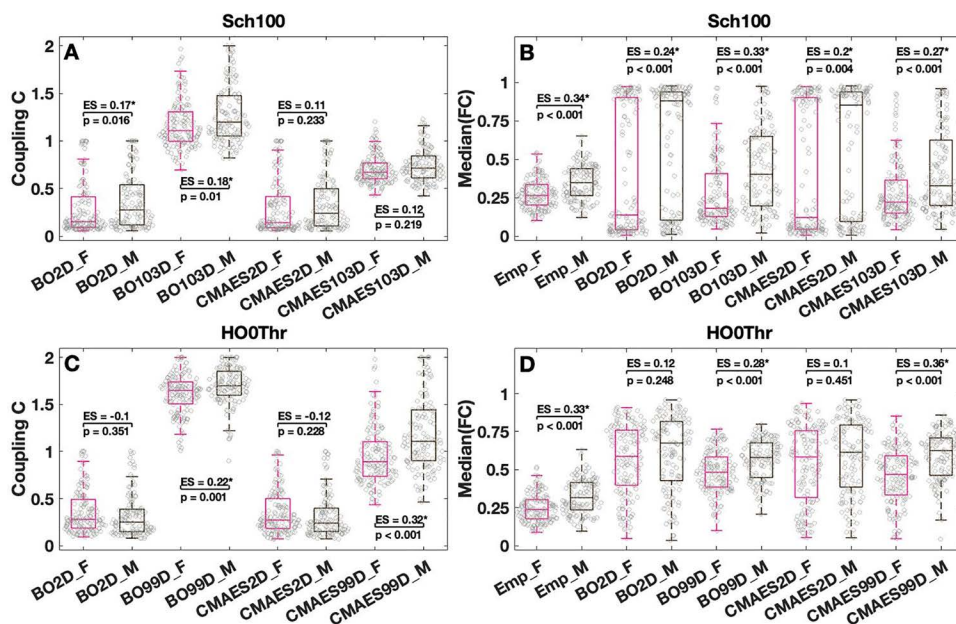 Sch100
A
Coupling C
2
1.5
1
0.5
0
ES = 0.17*
p = 0.016
ES = 0.18*
p = 0.01
ES = 0.11
p = 0.233
ES = 0.12
p = 0.219
BO2D_F
BO2D_M
BO103D_F
BO103D_M
CMAES2D_F
CMAES2D_M
CMAES103D_F
CMAES103D_M
Sch100
B
Median(FC)
1
0.75
0.5
0.25
0
ES = 0.34*
p < 0.001
ES = 0.24*
p < 0.001
ES = 0.33*
p < 0.001
ES = 0.2*
p = 0.004
ES = 0.27*
p < 0.001
Emp_F
Emp_M
BO2D_F
BO2D_M
BO103D_F
BO103D_M
CMAES2D_F
CMAES2D_M
CMAES103D_F
CMAES103D_M
HO0Thr
C
Coupling C
2
1.5
1
0.5
0
ES = -0.1
p = 0.351
ES = 0.22*
p = 0.001
ES = -0.12
p = 0.228
ES = 0.32*
p < 0.001
BO2D_F
BO2D_M
BO99D_F
BO99D_M
CMAES2D_F
CMAES2D_M
CMAES99D_F
CMAES99D_M
HO0Thr
D
Median(FC)
1
0.75
0.5
0.25
0
ES = 0.33*
p < 0.001
ES = 0.12
p = 0.248
ES = 0.28*
p < 0.001
ES = 0.1
p = 0.451
ES = 0.36*
p < 0.001
Emp_F
Emp_M
BO2D_F
BO2D_M
BO99D_F
BO99D_M
CMAES2D_F
CMAES2D_M
CMAES99D_F
CMAES99D_M